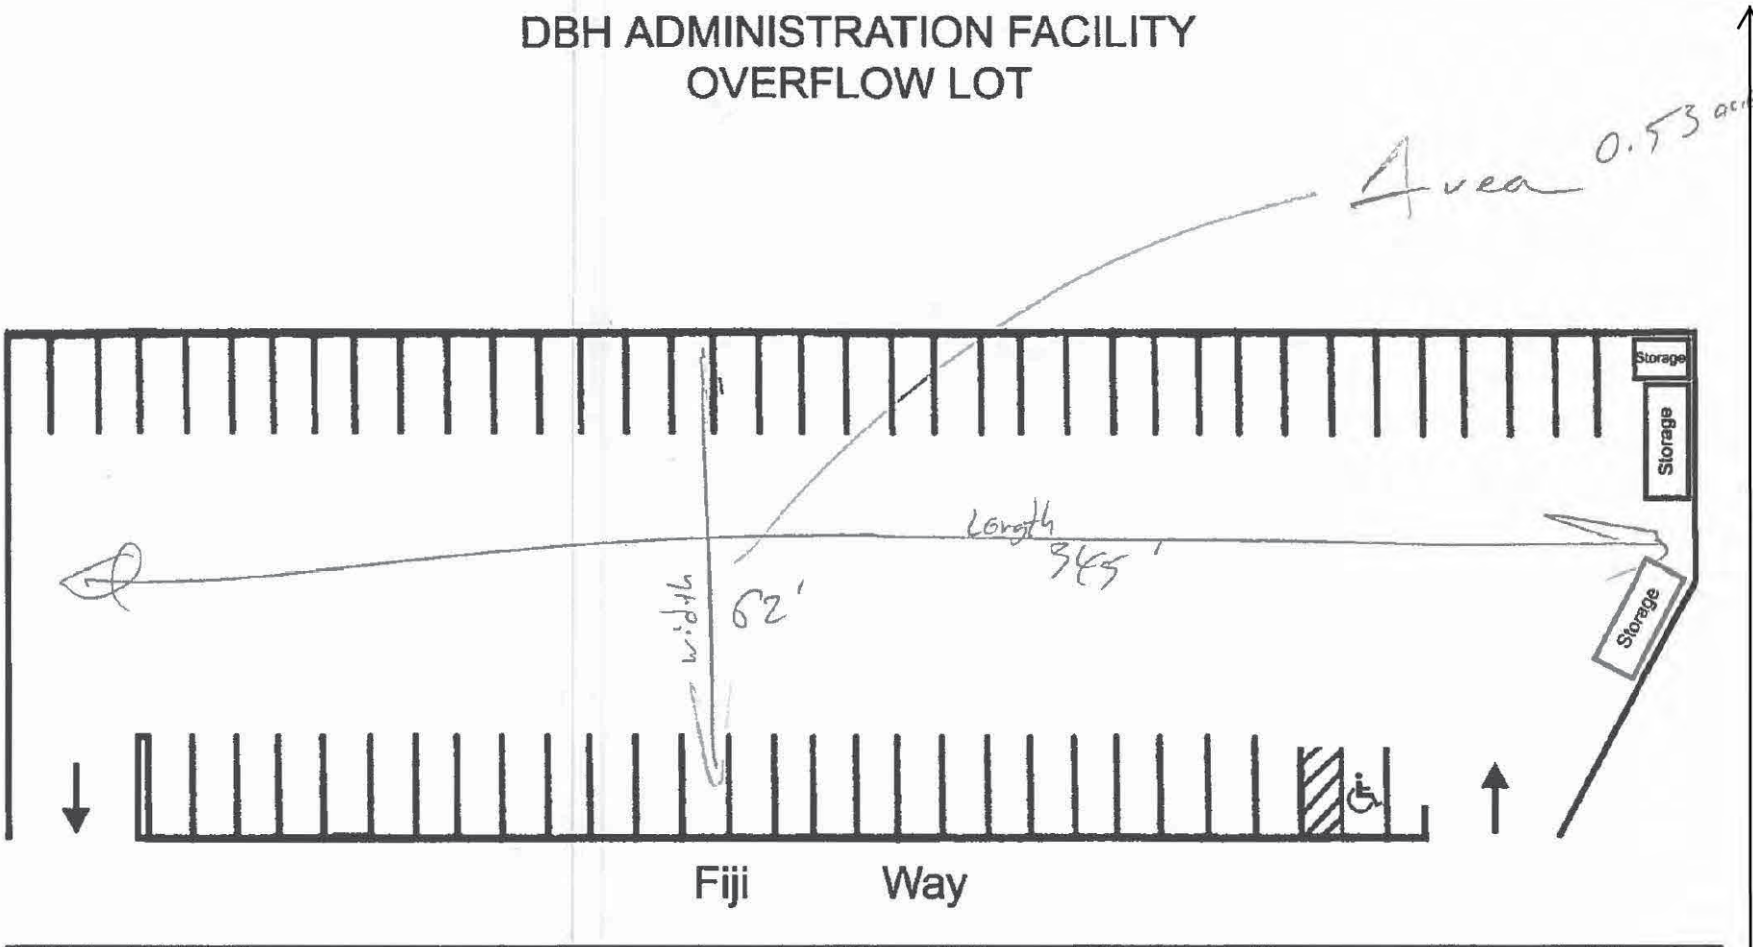 DBH ADMINISTRATION FACILITY
OVERFLOW LOT
Area 0.53
Storage
Storage
Length
345'
width
62'
Storage
Fiji Way